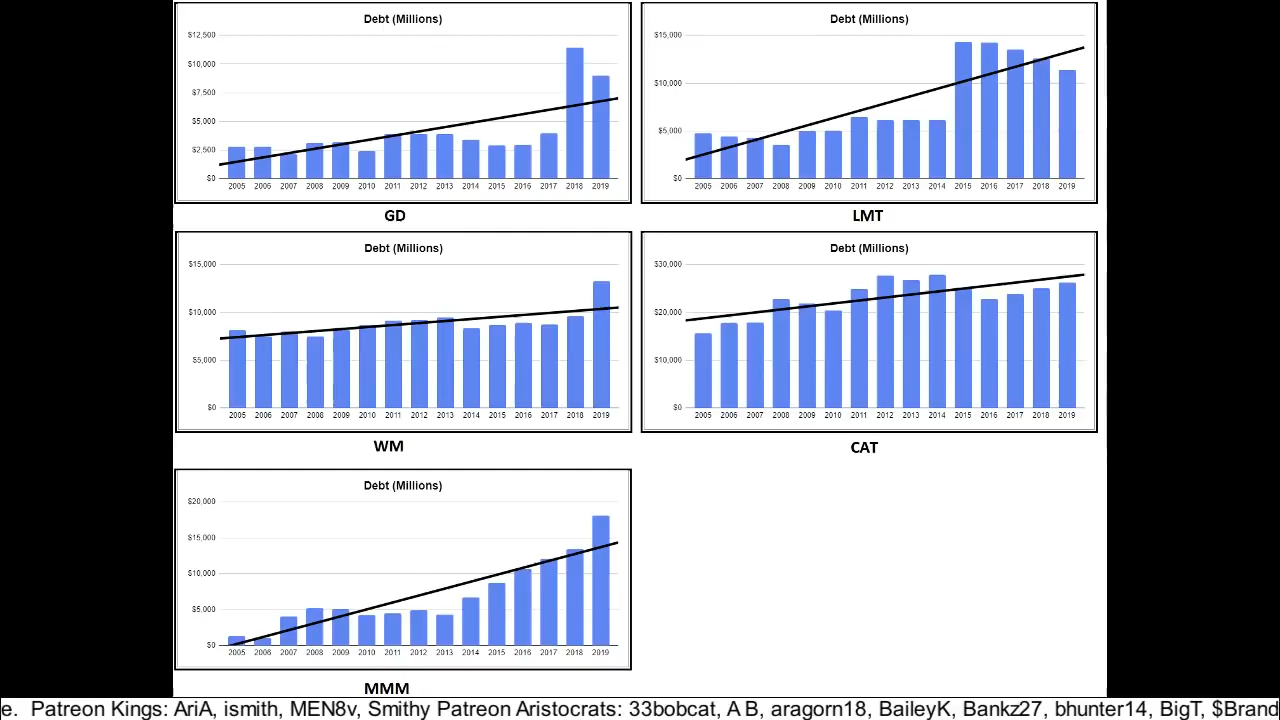 Debt (Millions)
$12,500
$10,000
$7,500
$5,000
$2,500
$0
2005 2006 2007 2008 2009 2010 2011 2012 2013 2014 2015 2016 2017 2018 2019
GD
Debt (Millions)
$15,000
$10,000
$5,000
$0
2005 2006 2007 2008 2009 2010 2011 2012 2013 2014 2015 2016 2017 2018 2019
LMT
Debt (Millions)
$15,000
$10,000
$5,000
$0
2005 2006 2007 2008 2009 2010 2011 2012 2013 2014 2015 2016 2017 2018 2019
WM
Debt (Millions)
$30,000
$20,000
$10,000
$0
2005 2006 2007 2008 2009 2010 2011 2012 2013 2014 2015 2016 2017 2018 2019
CAT
Debt (Millions)
$20,000
$15,000
$10,000
$5,000
$0
2005 2006 2007 2008 2009 2010 2011 2012 2013 2014 2015 2016 2017 2018 2019
MMM
e. Patreon Kings: AriA, ismith, MEN8v, Smithy Patreon Aristocrats: 33bobcat, A B, aragorn18, BaileyK, Bankz27, bhunter14, BigT, $Brand